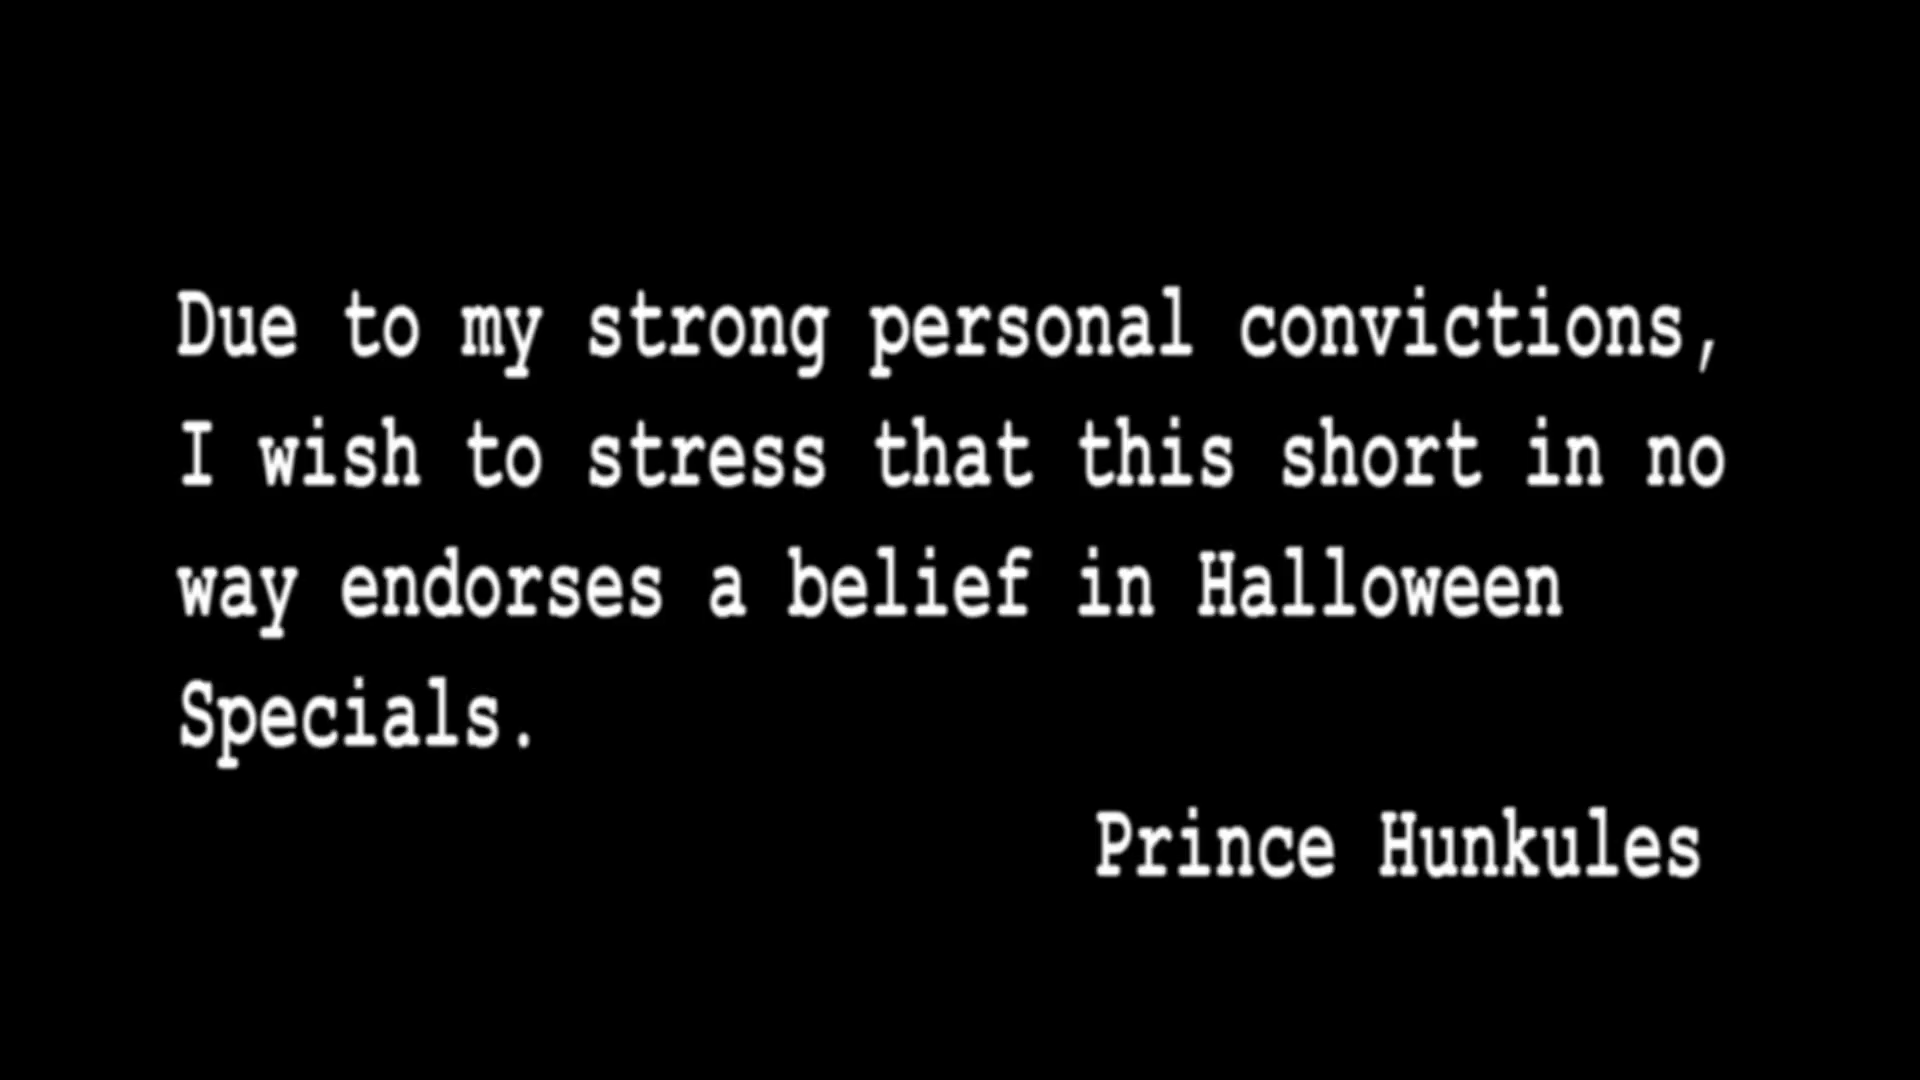 Due to my strong personal convictions,
I wish to stress that this short in no
way endorses a belief in Halloween
Specials.
Prince Hunkules